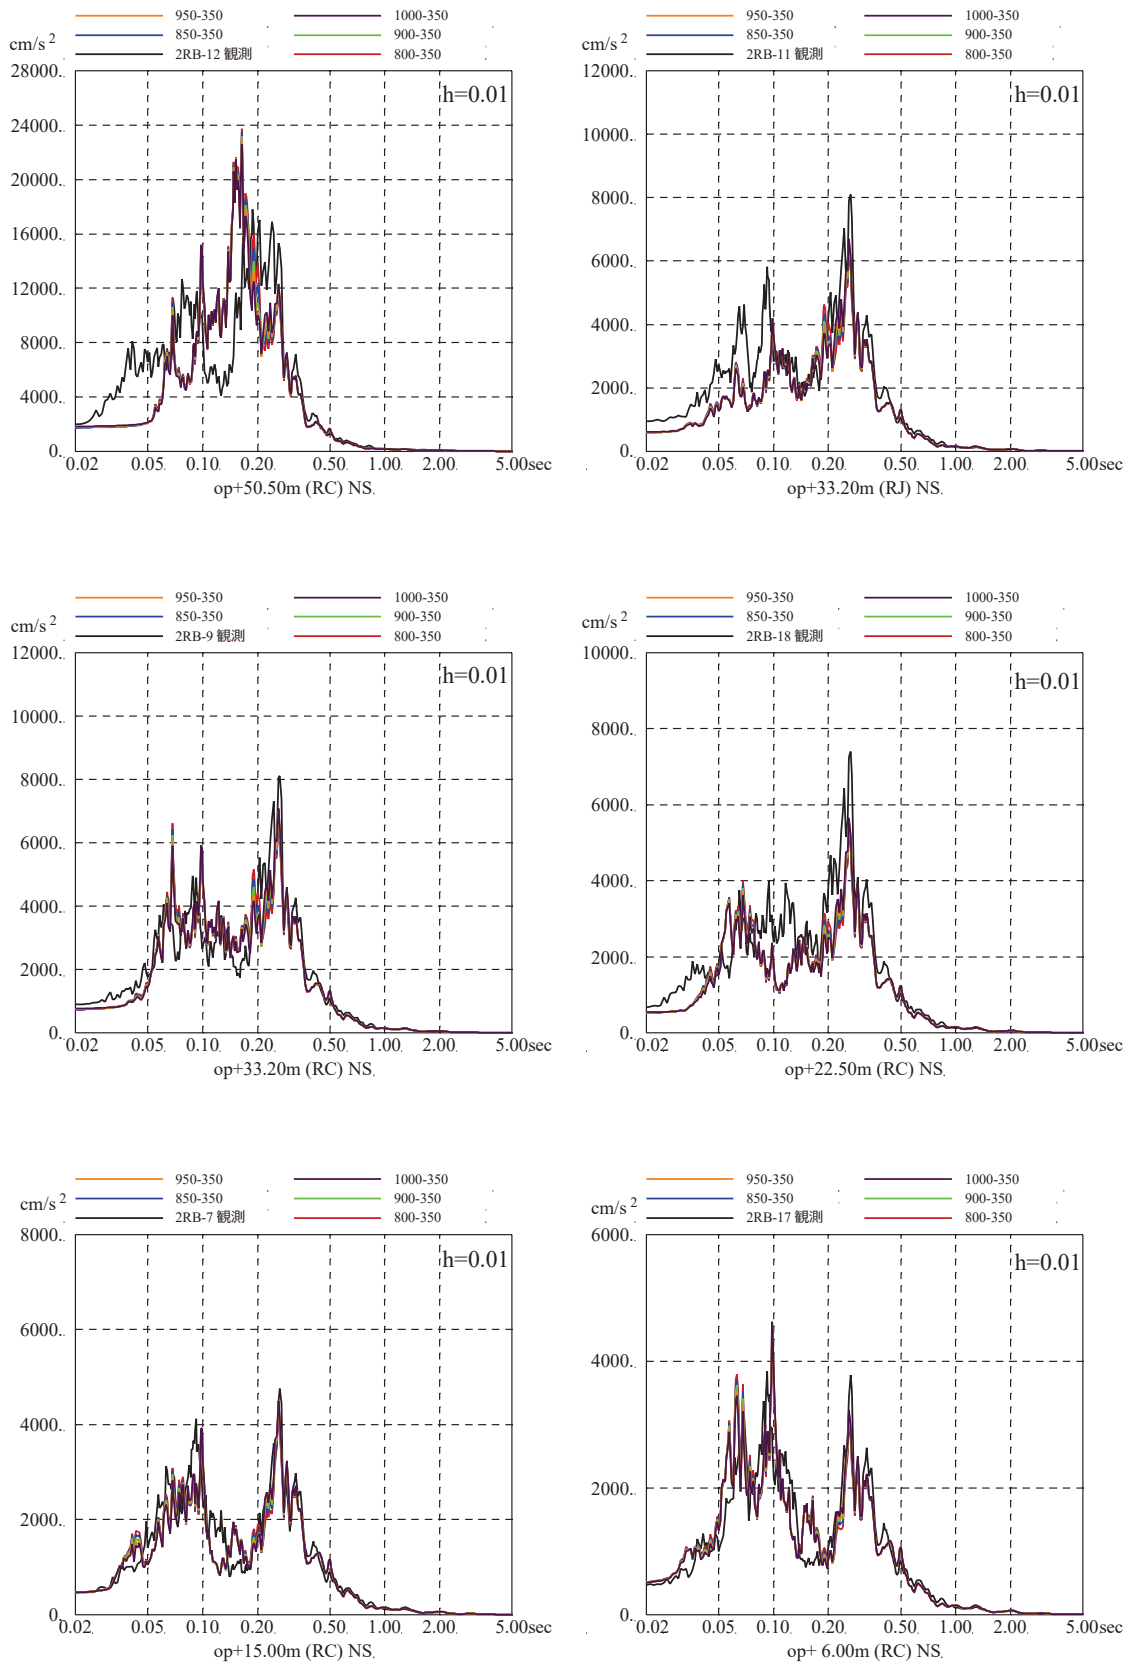 950-350 1000-350
850-350 900-350
2RB-12 観測 800-350
cm/s 2
h=0.01
28000.
24000.
20000.
16000.
12000.
8000.
4000.
0.
0.02 0.05 0.10 0.20 0.50 1.00 2.00 5.00sec
op+50.50m (RC) NS
950-350 1000-350
850-350 900-350
2RB-11 観測 800-350
cm/s 2
h=0.01
12000.
10000.
8000.
6000.
4000.
2000.
0.
0.02 0.05 0.10 0.20 0.50 1.00 2.00 5.00sec
op+33.20m (RJ) NS
950-350 1000-350
850-350 900-350
2RB-9 観測 800-350
cm/s 2
h=0.01
12000.
10000.
8000.
6000.
4000.
2000.
0.
0.02 0.05 0.10 0.20 0.50 1.00 2.00 5.00sec
op+33.20m (RC) NS
950-350 1000-350
850-350 900-350
2RB-18 観測 800-350
cm/s 2
h=0.01
10000.
8000.
6000.
4000.
2000.
0.
0.02 0.05 0.10 0.20 0.50 1.00 2.00 5.00sec
op+22.50m (RC) NS
950-350 1000-350
850-350 900-350
2RB-7 観測 800-350
cm/s 2
h=0.01
8000.
6000.
4000.
2000.
0.
0.02 0.05 0.10 0.20 0.50 1.00 2.00 5.00sec
op+15.00m (RC) NS
950-350 1000-350
850-350 900-350
2RB-17 観測 800-350
cm/s 2
h=0.01
6000.
4000.
2000.
0.
0.02 0.05 0.10 0.20 0.50 1.00 2.00 5.00sec
op+ 6.00m (RC) NS